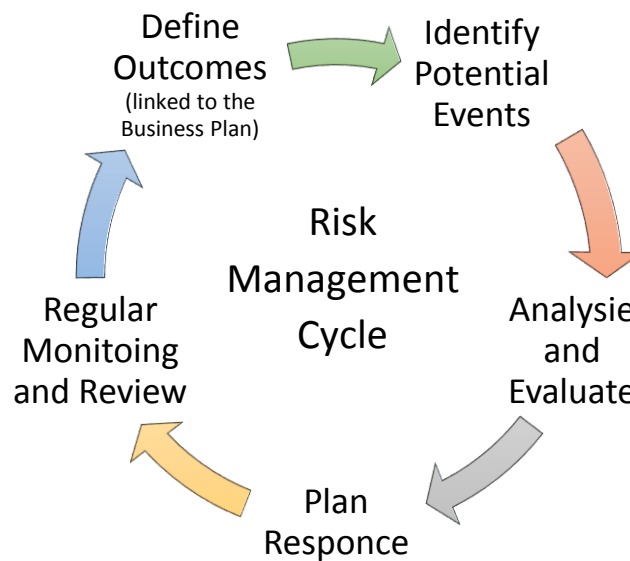 Define
Outcomes
(linked to the
Business Plan)
Identify
Potential
Events
Risk
Management
Cycle
Analysie
and
Evaluate
Plan
Responce
Regular
Monitoing
and Review